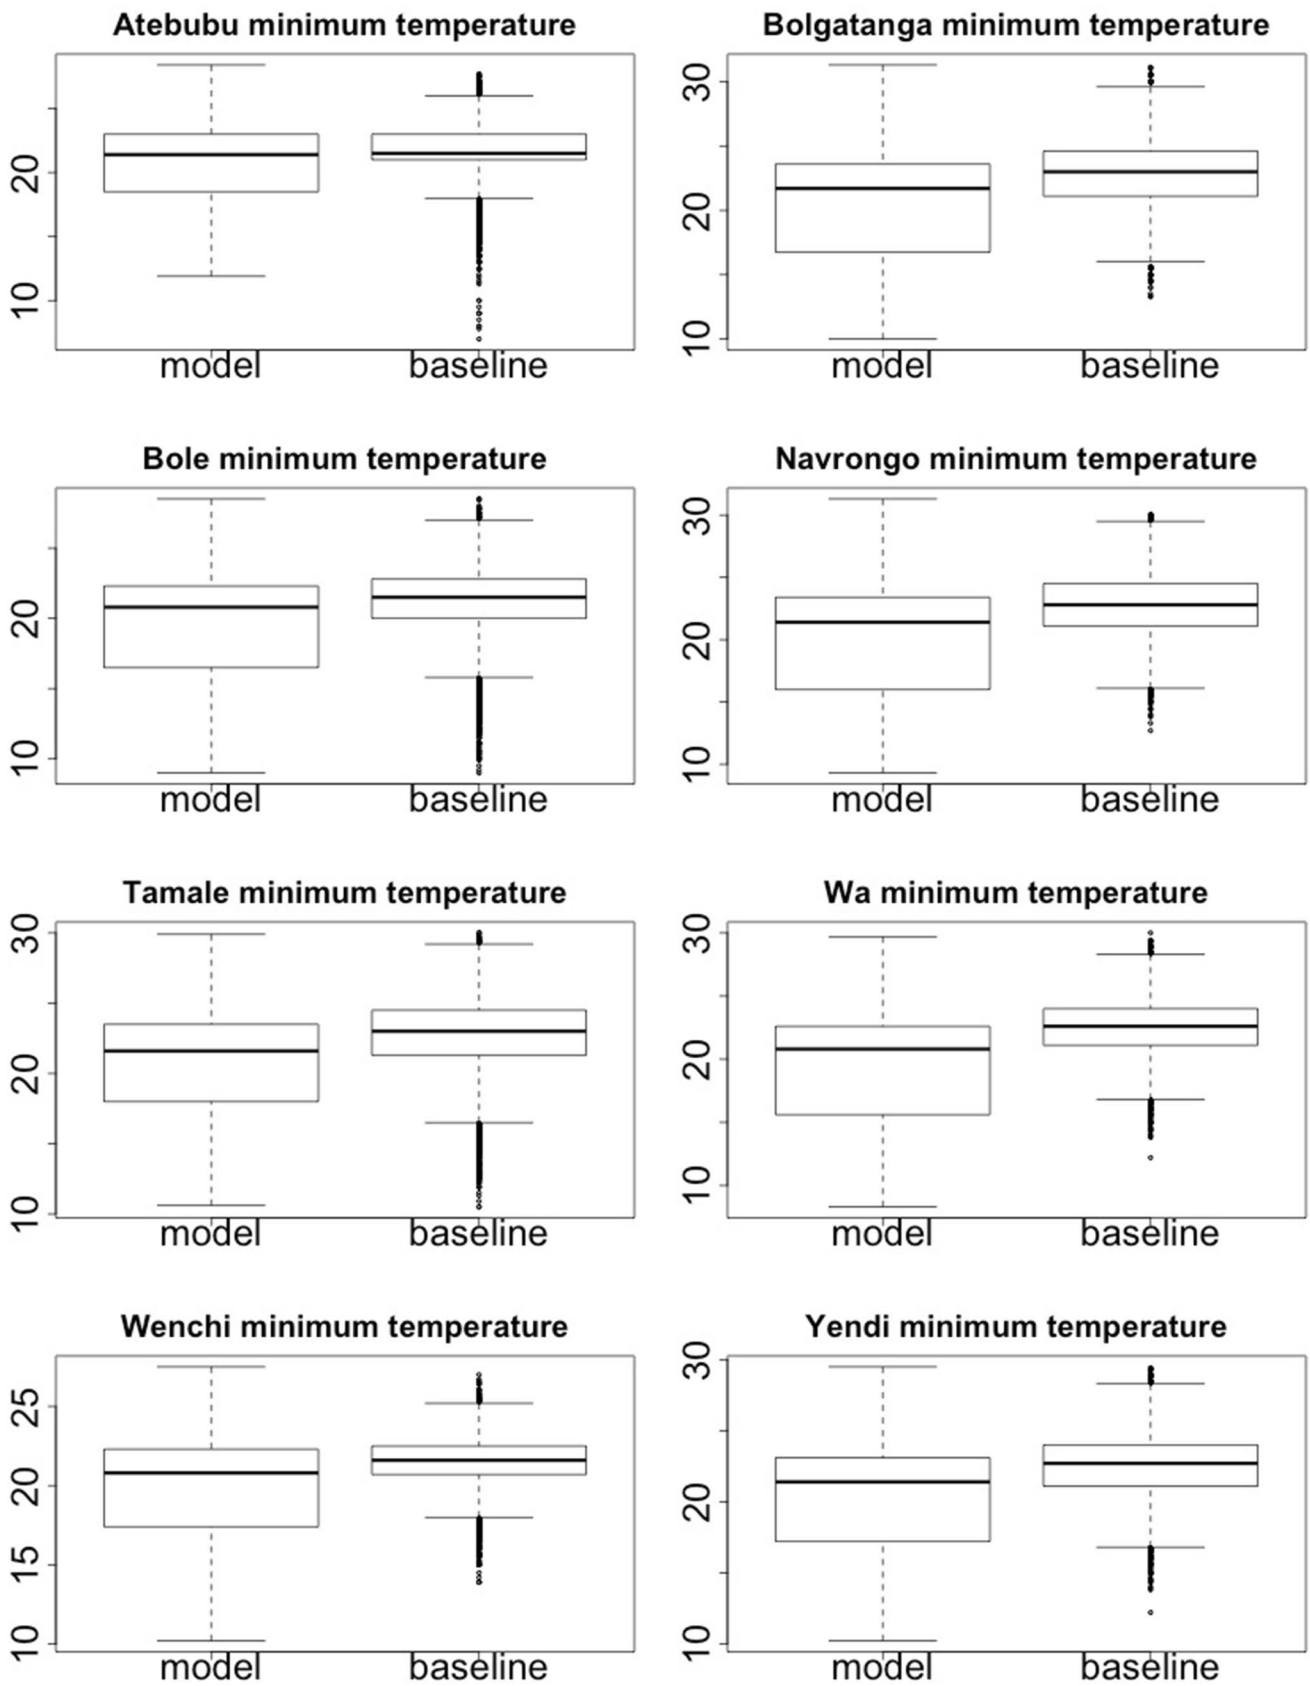 Atebubu minimum temperature
20
10
model baseline
Bolgatanga minimum temperature
30
20
10
model baseline
Bole minimum temperature
20
10
model baseline
Navrongo minimum temperature
30
20
10
model baseline
Tamale minimum temperature
30
20
10
model baseline
Wa minimum temperature
30
20
10
model baseline
Wenchi minimum temperature
25
20
15
10
model baseline
Yendi minimum temperature
30
20
10
model baseline